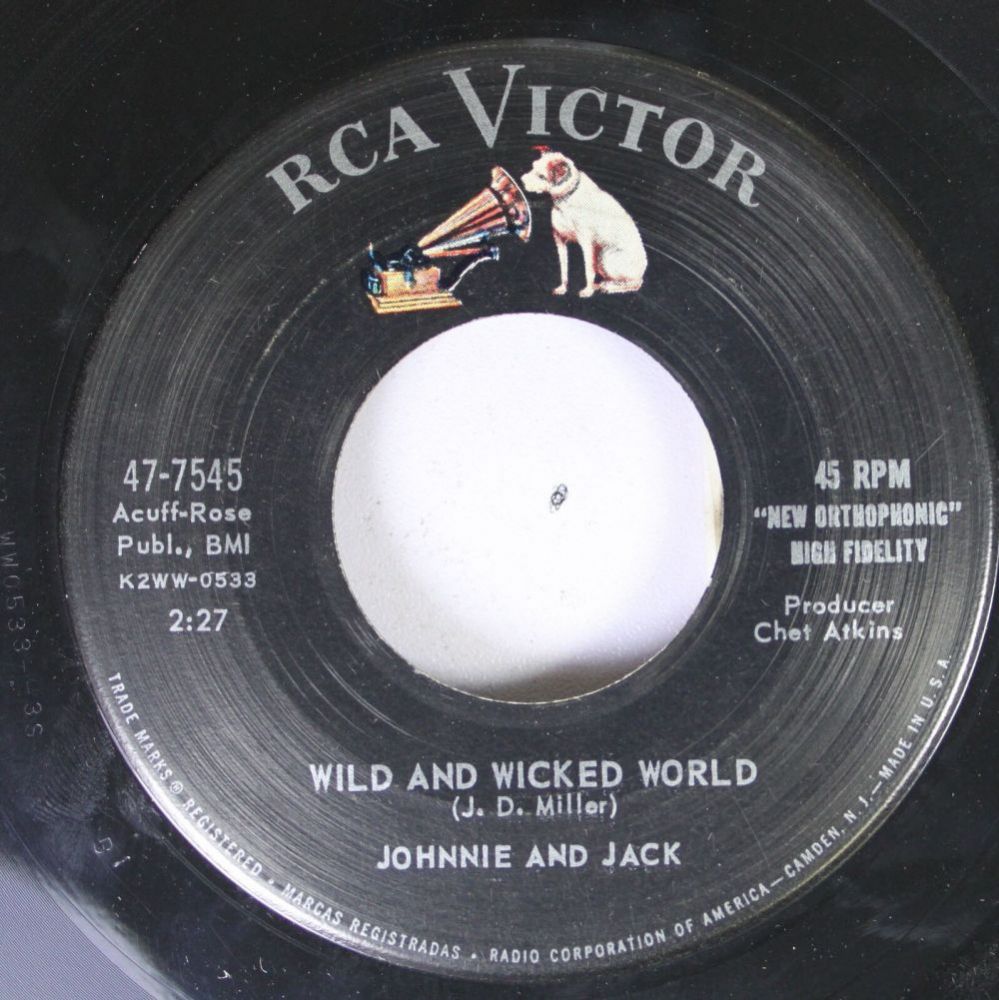 RCA VICTOR
47-7545
Acuff-Rose
Publ., BMI
K2WW-0533
2:27
45 RPM
"NEW ORTHOPHONIC"
HIGH FIDELITY
Producer
Chet Atkins
WILD AND WICKED WORLD
(J. D. Miller)
JOHNNIE AND JACK
TRADE MARKS ® REGISTERED • MARCAS REGISTRADAS • RADIO CORPORATION OF AMERICA—CAMDEN, N. J.—MADE IN U. S. A.